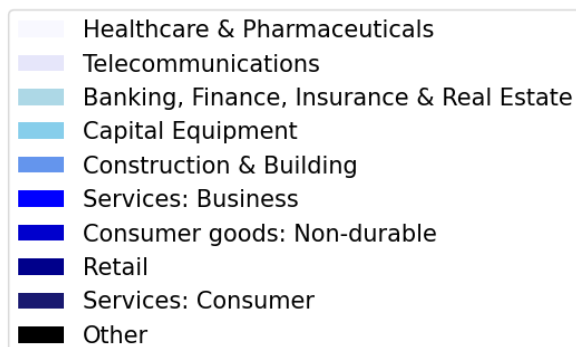 Healthcare & Pharmaceuticals
Telecommunications
Banking, Finance, Insurance & Real Estate
Capital Equipment
Construction & Building
Services: Business
Consumer goods: Non-durable
Retail
Services: Consumer
Other